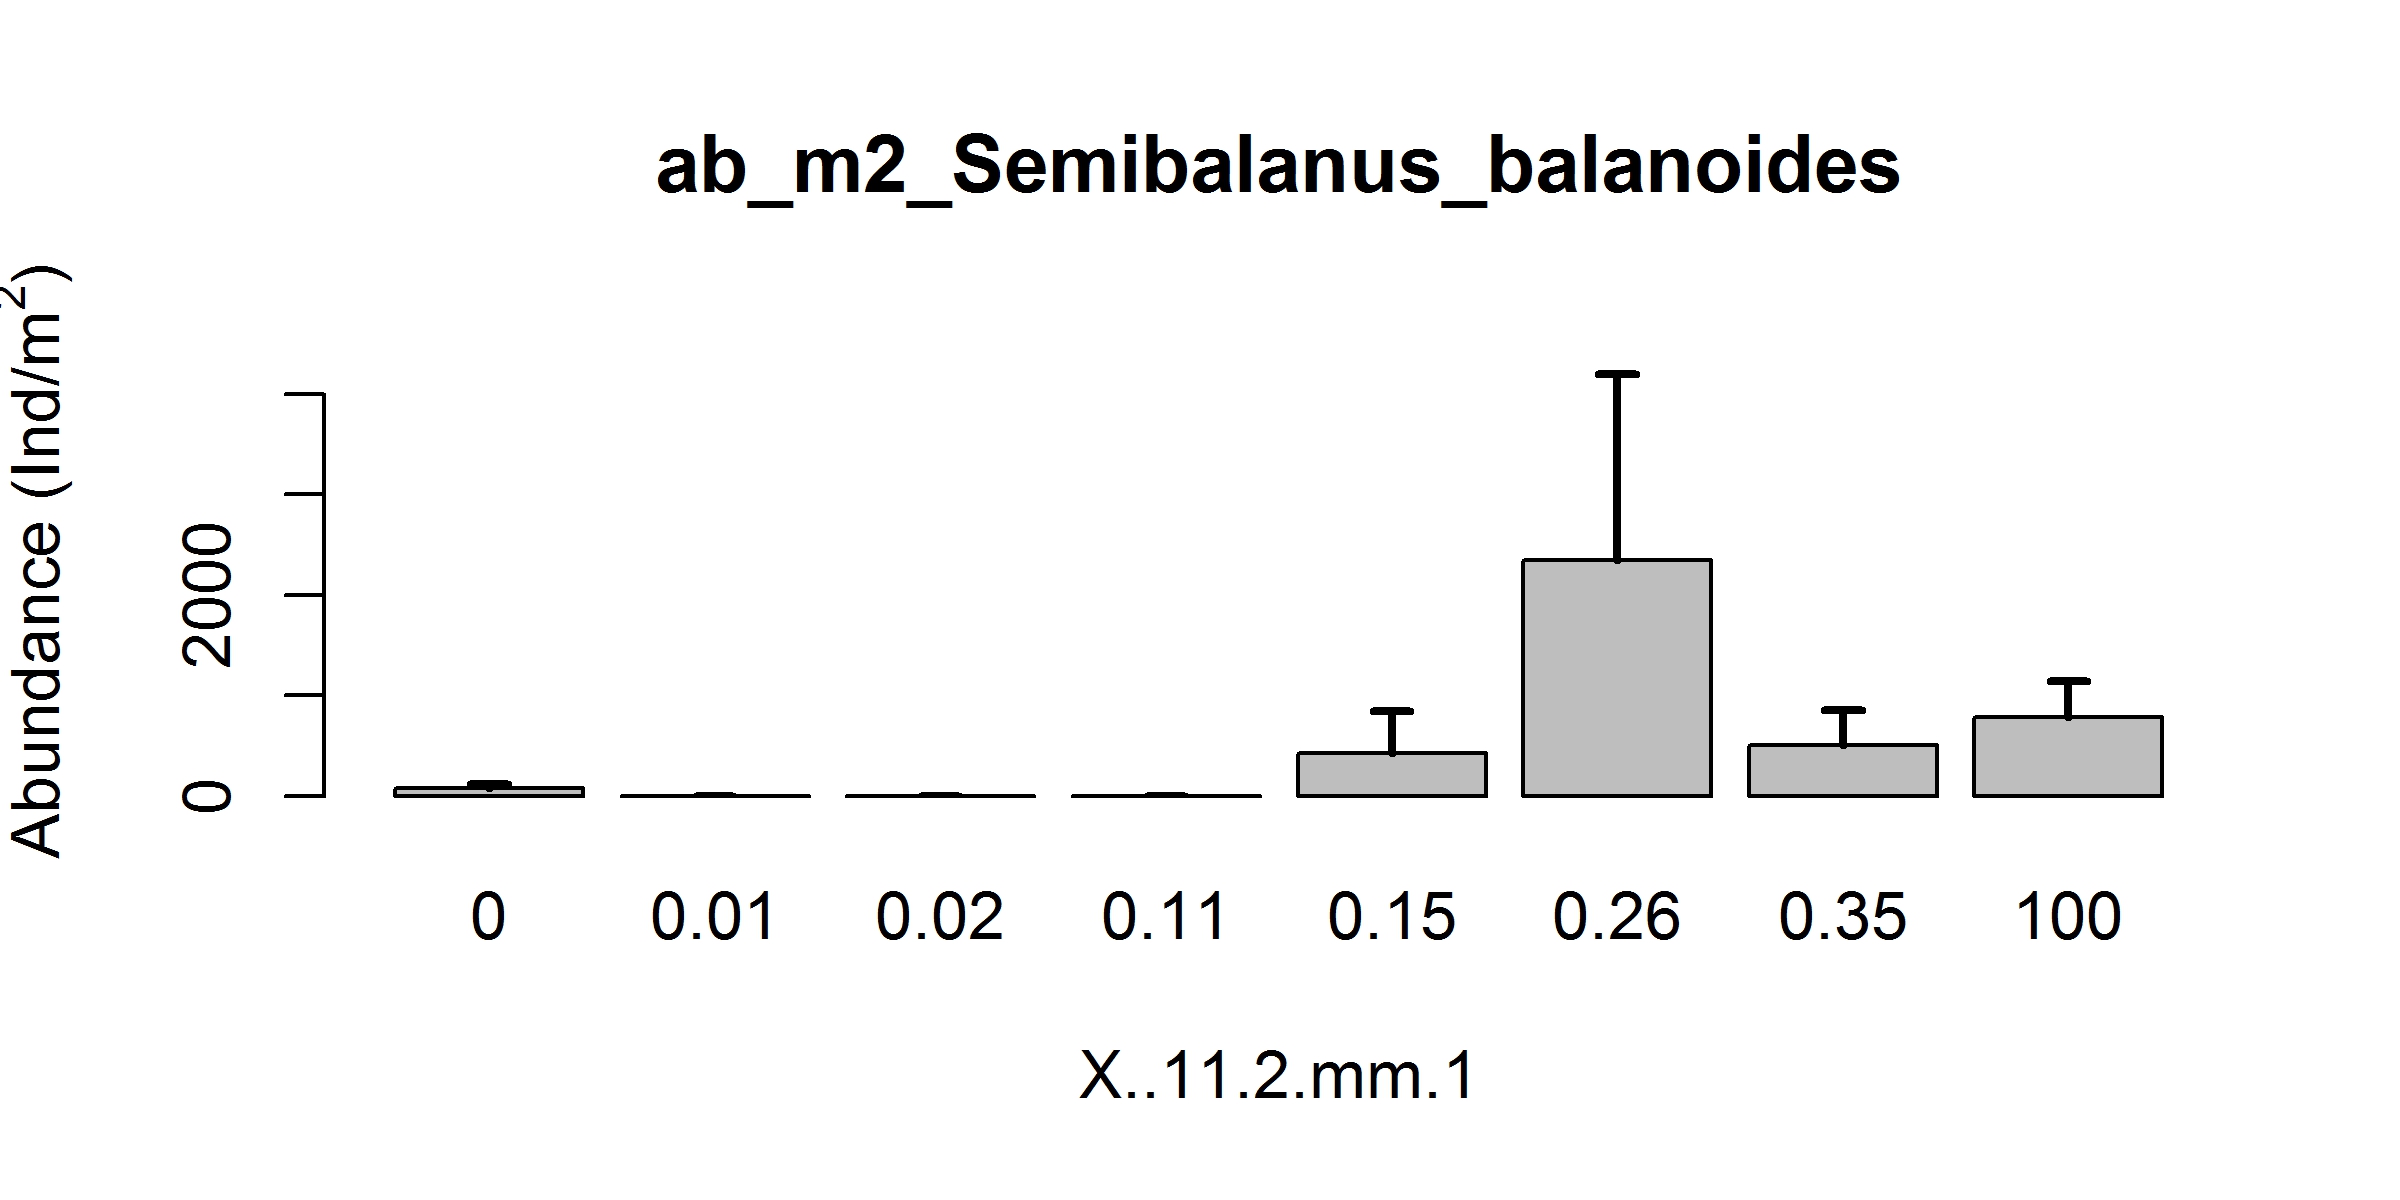 ab_m2_Semibalanus_balanoides
Abundance (Ind/m²)
2000
0
0 0.01 0.02 0.11 0.15 0.26 0.35 100
X..11.2.mm.1